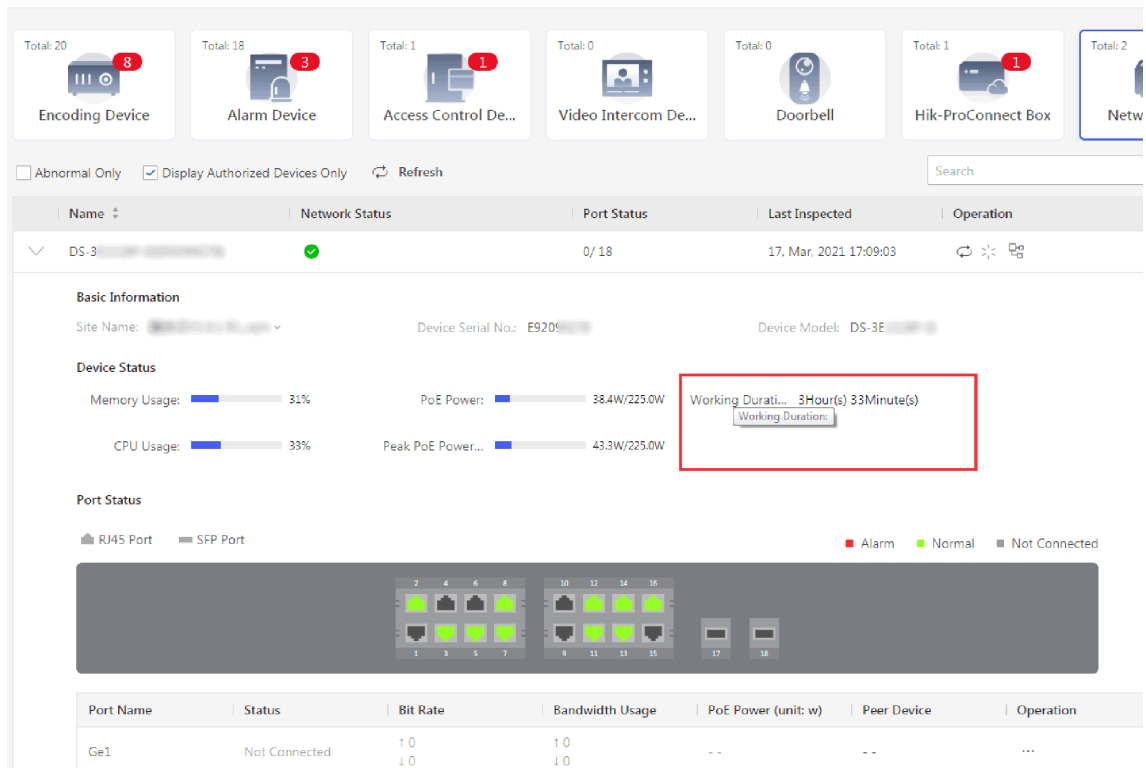 Total: 20
8
Encoding Device
Total: 18
3
Alarm Device
Total: 1
1
Access Control De...
Total: 0
Video Intercom De...
Total: 0
Doorbell
Total: 1
1
Hik-ProConnect Box
Total: 2
Netw
Abnormal Only Display Authorized Devices Only Refresh Search
Name Network Status Port Status Last Inspected Operation
DS-3 0/ 18 17, Mar, 2021 17:09:03
Basic Information
Site Name: Device Serial No.: E9209 Device Model: DS-3E
Device Status
Memory Usage: 31% PoE Power: 38.4W/225.0W Working Durati... 3Hour(s) 33Minute(s)
Working Duration:
CPU Usage: 33% Peak PoE Power... 43.3W/225.0W
Port Status
RJ45 Port SFP Port Alarm Normal Not Connected
2 4 6 8 10 12 14 16
1 3 5 7 9 11 13 15 17 18
Port Name Status Bit Rate Bandwidth Usage PoE Power (unit: w) Peer Device Operation
Ge1 Not Connected ↑ 0 ↑ 0 -- -- ...
↓ 0 ↓ 0